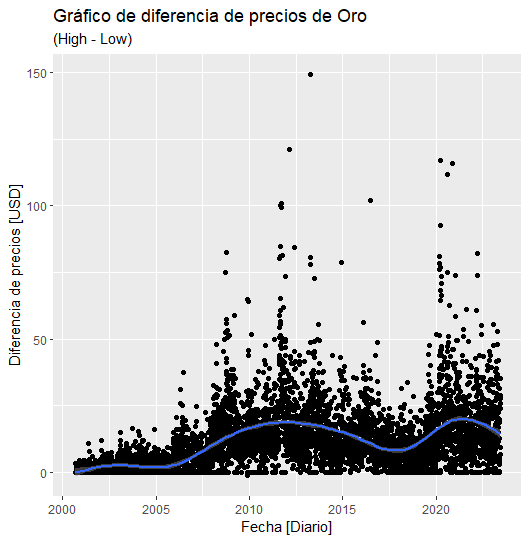 Gráfico de diferencia de precios de Oro
(High - Low)
Diferencia de precios [USD]
150
100
50
0
2000 2005 2010 2015 2020
Fecha [Diario]